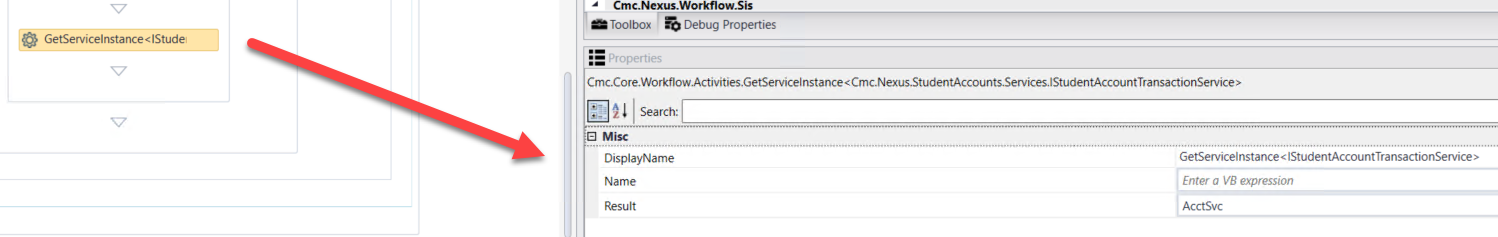 Cmc.Nexus.Workflow.Sis
Toolbox Debug Properties
GetServiceInstance<IStude
Properties
Cmc.Core.Workflow.Activities.GetServiceInstance<Cmc.Nexus.StudentAccounts.Services.IStudentAccountTransactionService>
Search:
Misc
DisplayName GetServiceInstance<IStudentAccountTransactionService>
Name Enter a VB expression
Result AcctSvc